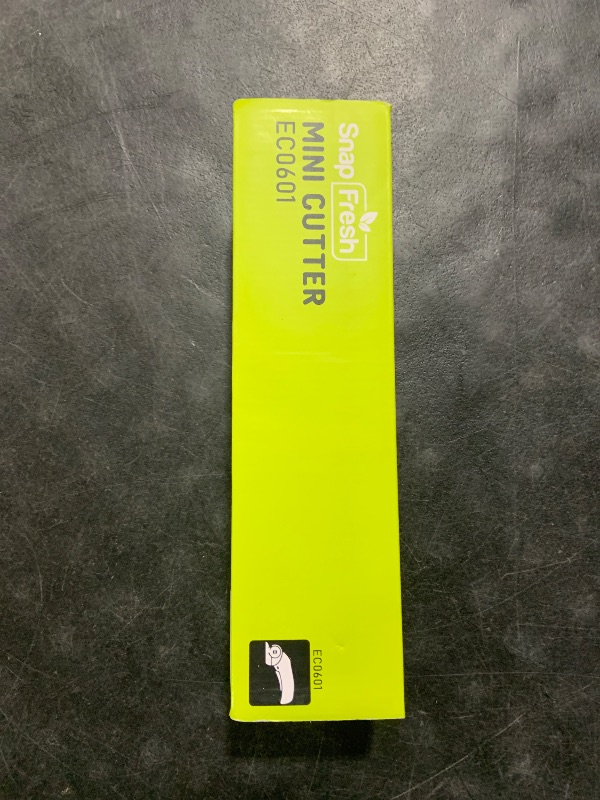 Snap Fresh
MINI CUTTER
EC0601
EC0601